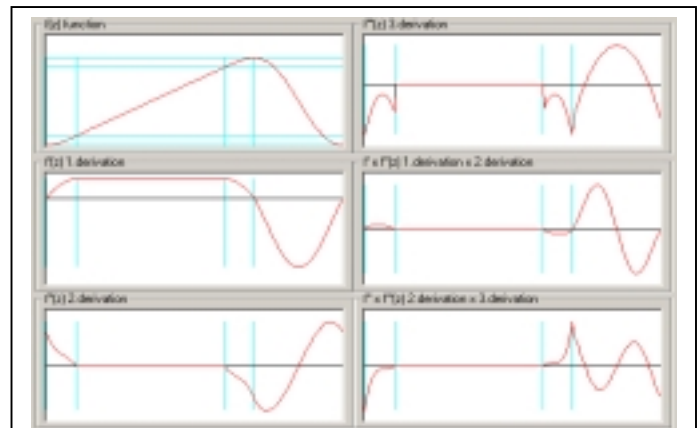 f(z) function
f'''(z) 3.derivation
f'(z) 1.derivation
f' x f''(z) 1.derivation x 2.derivation
f''(z) 2.derivation
f'' x f'''(z) 2.derivation x 3.derivation